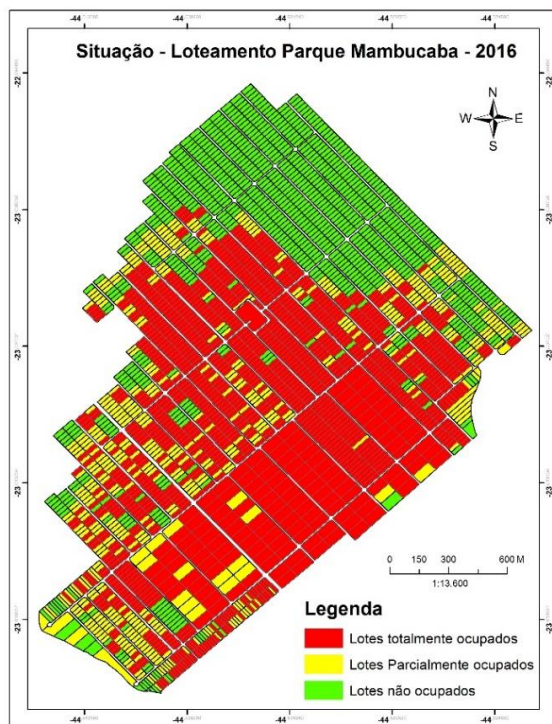 -44
-44
-44
-44
-44
Situação - Loteamento Parque Mambucaba - 2016
-22
-22
N
W
E
S
-23
-23
-23
-23
-23
-23
-23
-23
0 150 300 600 M
1:13.600
Legenda
Lotes totalmente ocupados
Lotes Parcialmente ocupados
Lotes não ocupados
-44
-44
-44
-44
-44